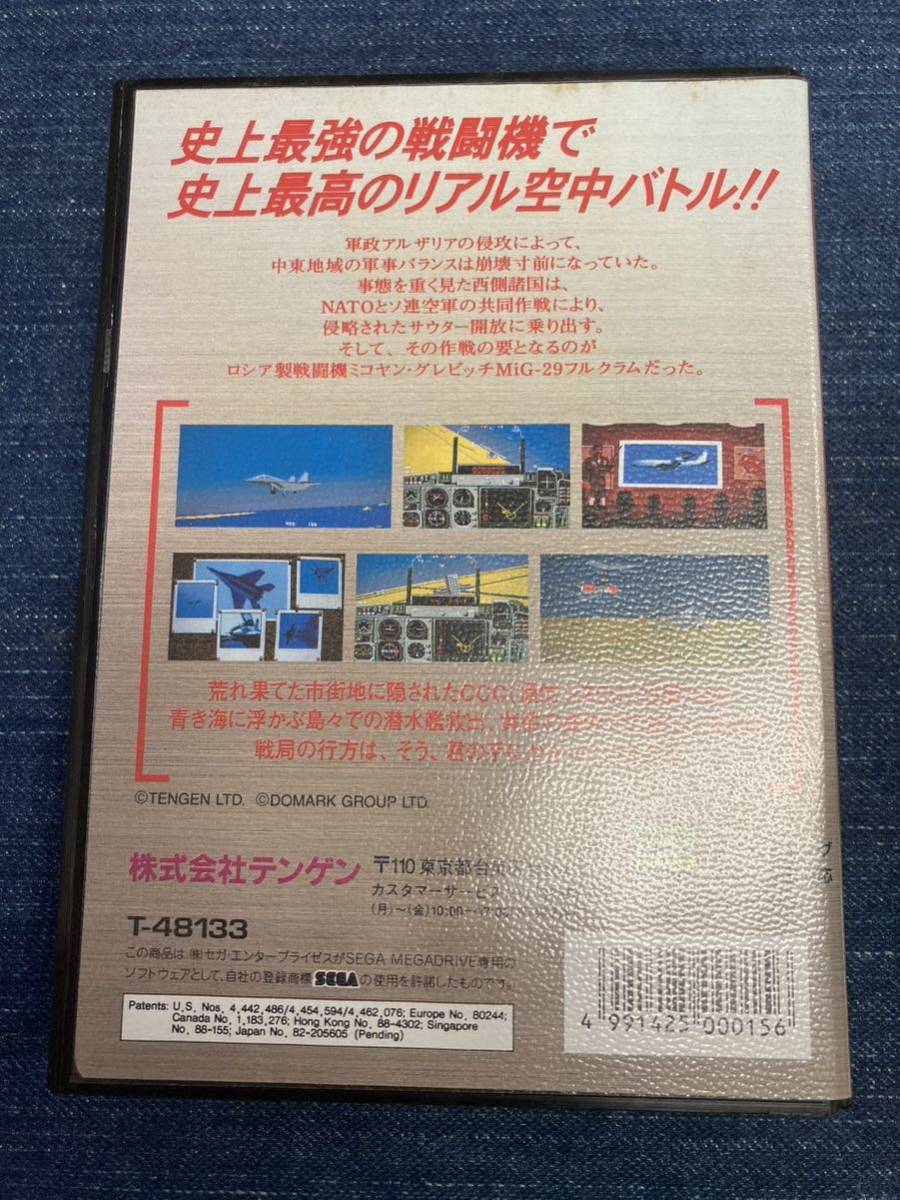 史上最強の戦闘機で
史上最高のリアル空中バトル!!
軍政アルザリアの侵攻によって、
中東地域の軍事バランスは崩壊寸前になっていた。
事態を重く見た西側諸国は、
NATOとソ連空軍の共同作戦により、
侵略されたサウター開放に乗り出す。
そして、その作戦の要となるのが
ロシア製戦闘機ミコヤン・グレビッチMiG-29フルクラムだった。
荒れ果てた市街地に隠されたCCC
青き海に浮かぶ島々での潜水艦救出、
戦局の行方は、そう、君の手に
©TENGEN LTD. ©DOMARK GROUP LTD.
株式会社テンゲン 〒110 東京都台
カスタマーサービス
(月)～(金)10:00～17:00
T-48133
この商品は(株)セガ・エンタープライゼスがSEGA MEGADRIVE専用の
ソフトウェアとして、自社の登録商標SEGAの使用を許諾したものです。
Patents: U.S. Nos. 4,442,486/4,454,594/4,462,076; Europe No. 80244;
Canada No. 1,183,276; Hong Kong No. 88-4302; Singapore
No. 88-155; Japan No. 82-205605 (Pending)
4 991425 000156